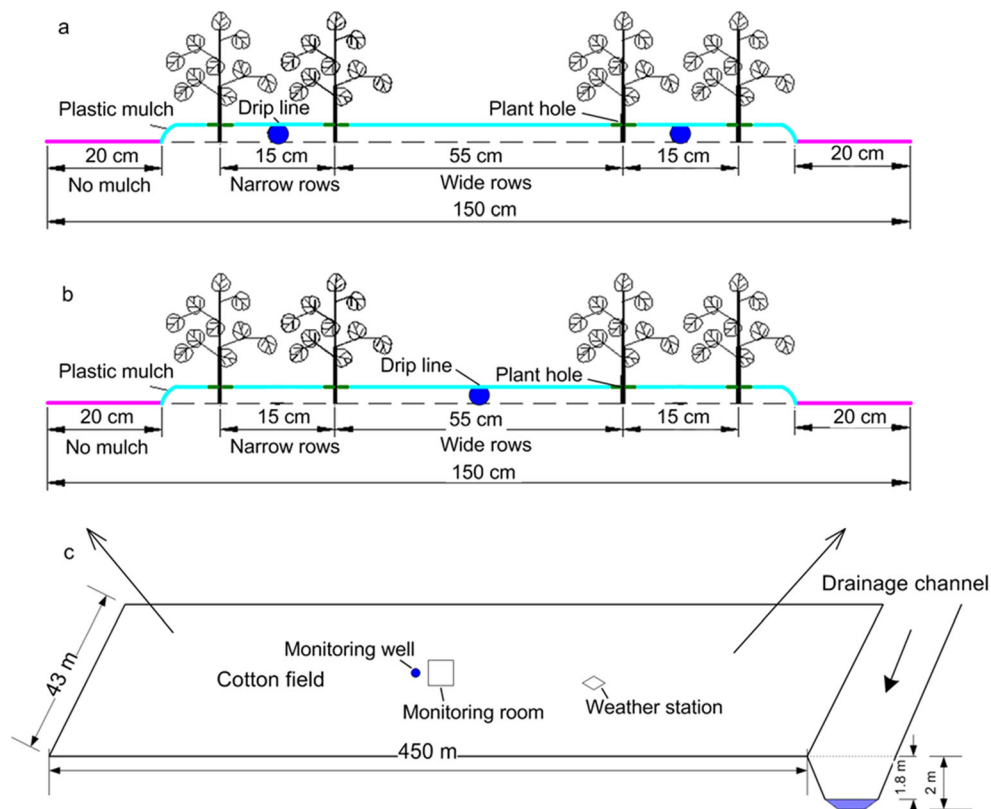 a
Plastic mulch
Drip line
Plant hole
20 cm
15 cm
55 cm
15 cm
20 cm
No mulch
Narrow rows
Wide rows
150 cm
b
Plastic mulch
Drip line
Plant hole
20 cm
15 cm
55 cm
15 cm
20 cm
No mulch
Narrow rows
Wide rows
150 cm
c
Drainage channel
43 m
Monitoring well
Cotton field
Monitoring room
Weather station
450 m
1.8 m
2 m